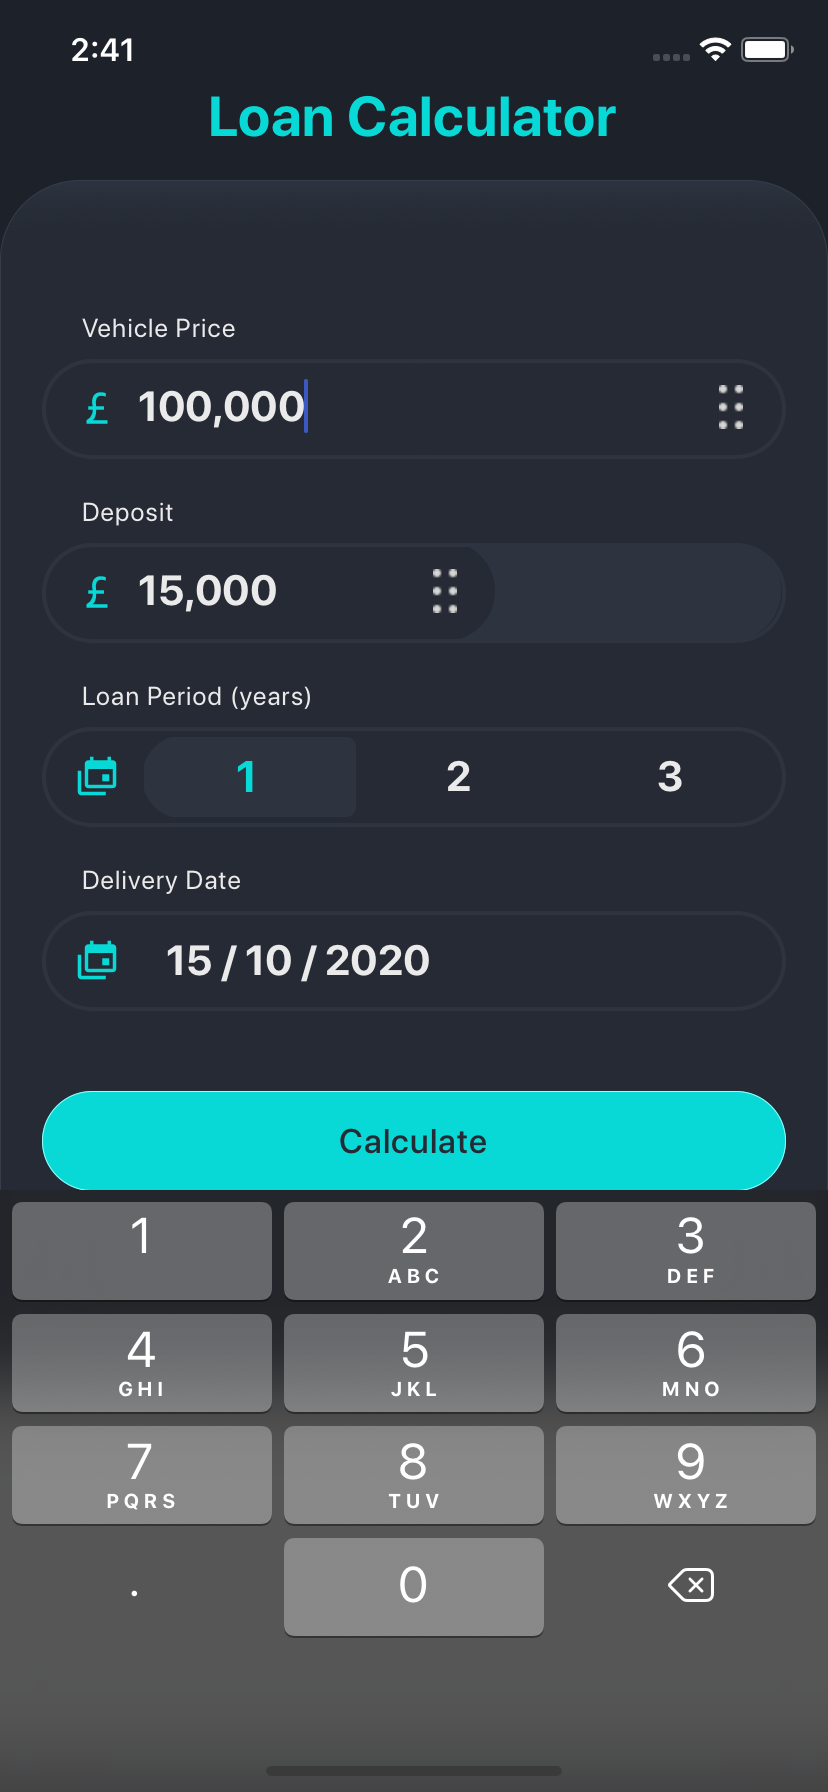 2:41
Loan Calculator
Vehicle Price
£ 100,000
Deposit
£ 15,000
Loan Period (years)
1 2 3
Delivery Date
15 / 10 / 2020
Calculate
1 2 3
ABC DEF
4 5 6
GHI JKL MNO
7 8 9
PQRS TUV WXYZ
. 0